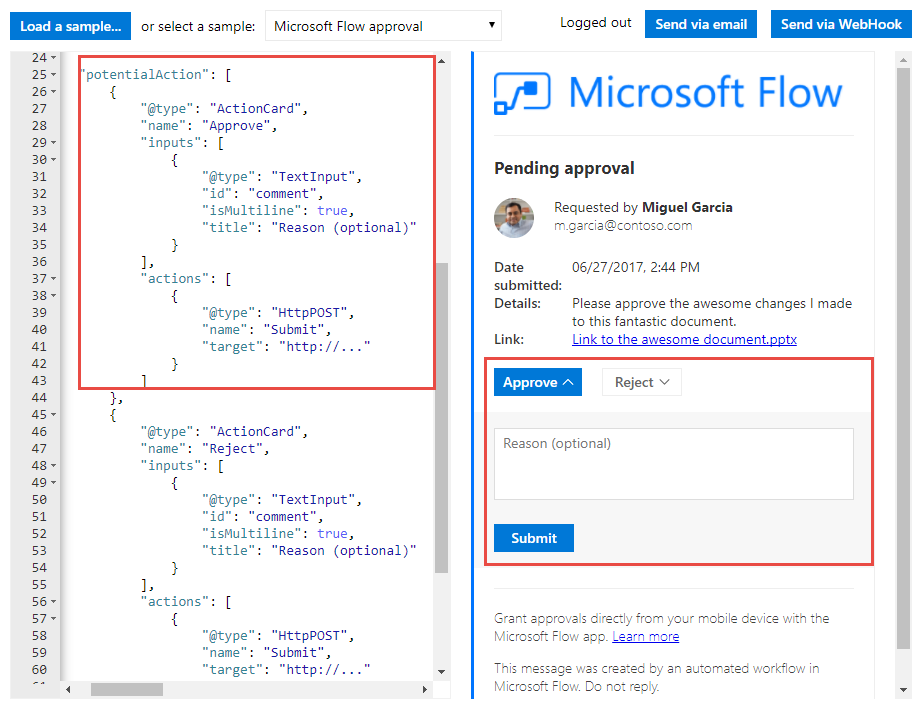 Load a sample... or select a sample: Microsoft Flow approval Logged out Send via email Send via WebHook
24
25 "potentialAction": [
26 {
27 "@type": "ActionCard",
28 "name": "Approve",
29 "inputs": [
30 {
31 "@type": "TextInput",
32 "id": "comment",
33 "isMultiline": true,
34 "title": "Reason (optional)"
35 }
36 ],
37 "actions": [
38 {
39 "@type": "HttpPOST",
40 "name": "Submit",
41 "target": "http://..."
42 }
43 ]
44 },
45 {
46 "@type": "ActionCard",
47 "name": "Reject",
48 "inputs": [
49 {
50 "@type": "TextInput",
51 "id": "comment",
52 "isMultiline": true,
53 "title": "Reason (optional)"
54 }
55 ],
56 "actions": [
57 {
58 "@type": "HttpPOST",
59 "name": "Submit",
60 "target": "http://..."
Microsoft Flow
Pending approval
Requested by Miguel Garcia
m.garcia@contoso.com
Date submitted: 06/27/2017, 2:44 PM
Details: Please approve the awesome changes I made
to this fantastic document.
Link: Link to the awesome document.pptx
Approve Reject
Reason (optional)
Submit
Grant approvals directly from your mobile device with the
Microsoft Flow app. Learn more
This message was created by an automated workflow in
Microsoft Flow. Do not reply.